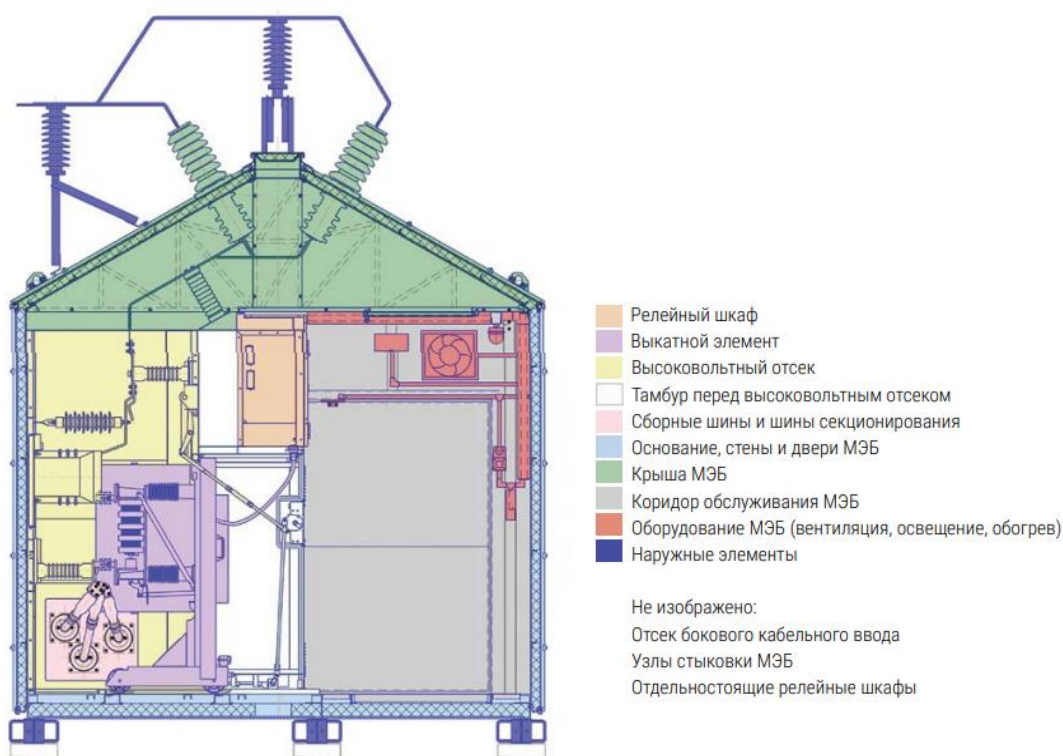 Релейный шкаф
Выкатной элемент
Высоковольтный отсек
Тамбур перед высоковольтным отсеком
Сборные шины и шины секционирования
Основание, стены и двери МЭБ
Крыша МЭБ
Коридор обслуживания МЭБ
Оборудование МЭБ (вентиляция, освещение, обогрев)
Наружные элементы
Не изображено:
Отсек бокового кабельного ввода
Узлы стыковки МЭБ
Отдельностоящие релейные шкафы